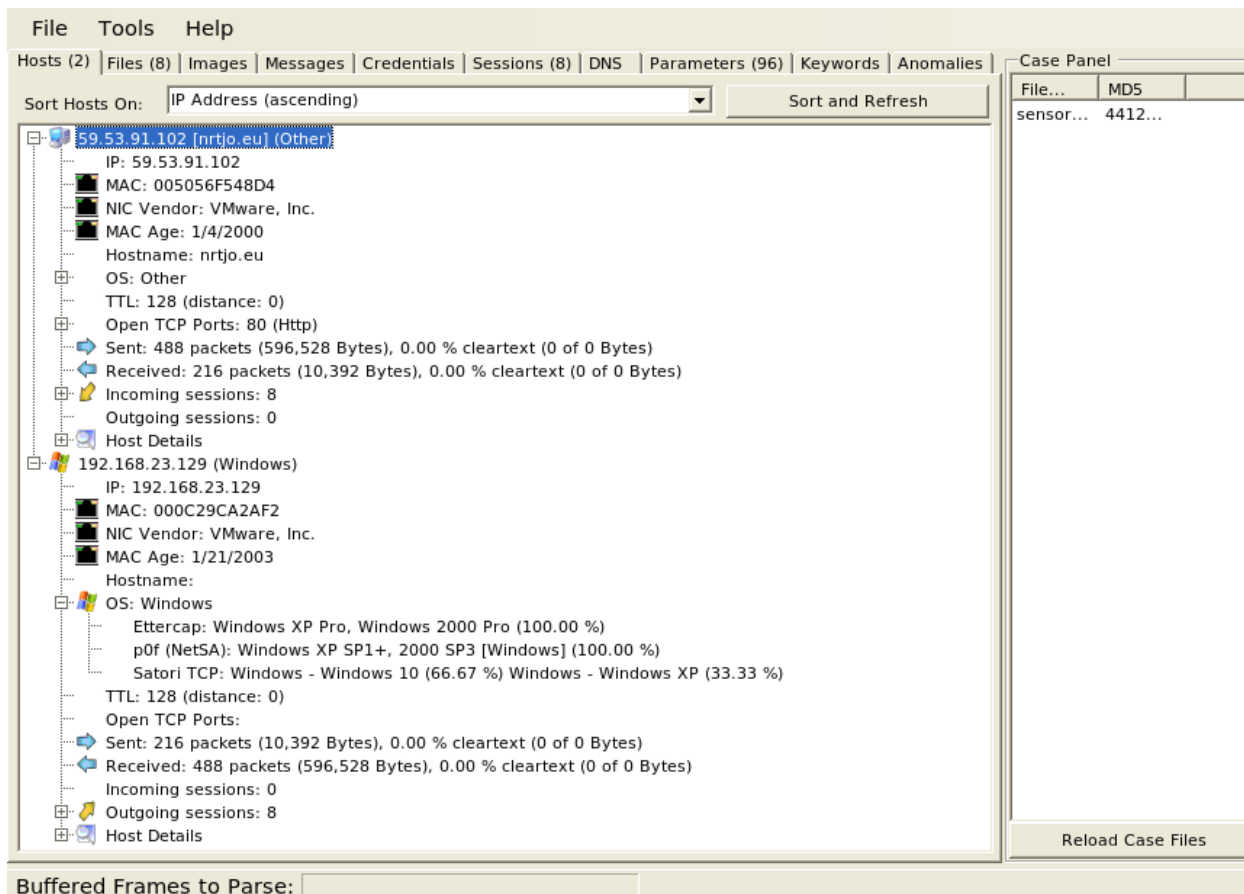 File Tools Help
Hosts (2) Files (8) Images Messages Credentials Sessions (8) DNS Parameters (96) Keywords Anomalies
Sort Hosts On: IP Address (ascending) Sort and Refresh
59.53.91.102 [nrtjo.eu] (Other)
IP: 59.53.91.102
MAC: 005056F548D4
NIC Vendor: VMware, Inc.
MAC Age: 1/4/2000
Hostname: nrtjo.eu
OS: Other
TTL: 128 (distance: 0)
Open TCP Ports: 80 (Http)
Sent: 488 packets (596,528 Bytes), 0.00 % cleartext (0 of 0 Bytes)
Received: 216 packets (10,392 Bytes), 0.00 % cleartext (0 of 0 Bytes)
Incoming sessions: 8
Outgoing sessions: 0
Host Details
192.168.23.129 (Windows)
IP: 192.168.23.129
MAC: 000C29CA2AF2
NIC Vendor: VMware, Inc.
MAC Age: 1/21/2003
Hostname:
OS: Windows
Ettercap: Windows XP Pro, Windows 2000 Pro (100.00 %)
p0f (NetSA): Windows XP SP1+, 2000 SP3 [Windows] (100.00 %)
Satori TCP: Windows - Windows 10 (66.67 %) Windows - Windows XP (33.33 %)
TTL: 128 (distance: 0)
Open TCP Ports:
Sent: 216 packets (10,392 Bytes), 0.00 % cleartext (0 of 0 Bytes)
Received: 488 packets (596,528 Bytes), 0.00 % cleartext (0 of 0 Bytes)
Incoming sessions: 0
Outgoing sessions: 8
Host Details
Case Panel
File... MD5
sensor... 4412...
Reload Case Files
Buffered Frames to Parse: